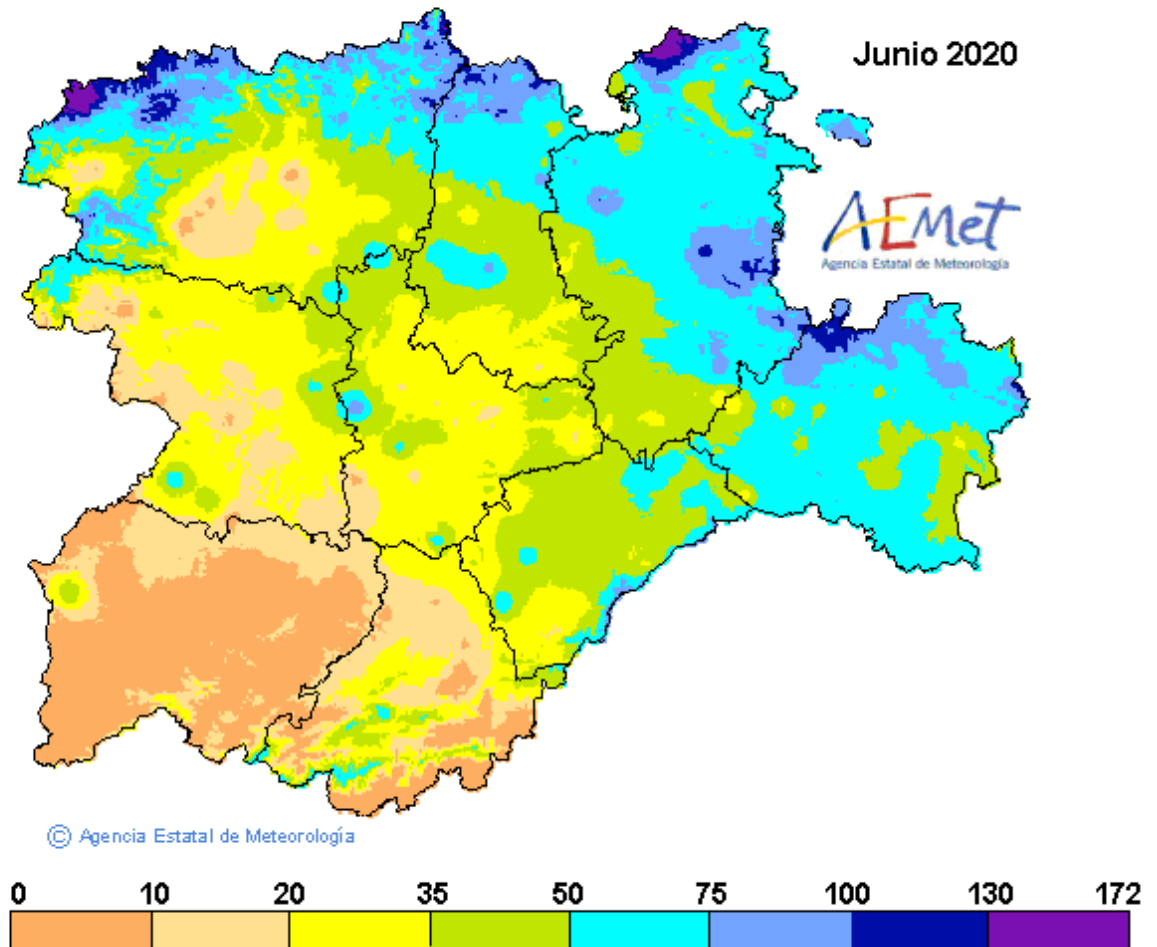 Junio 2020
AEMet
Agencia Estatal de Meteorología
© Agencia Estatal de Meteorología
0 10 20 35 50 75 100 130 172